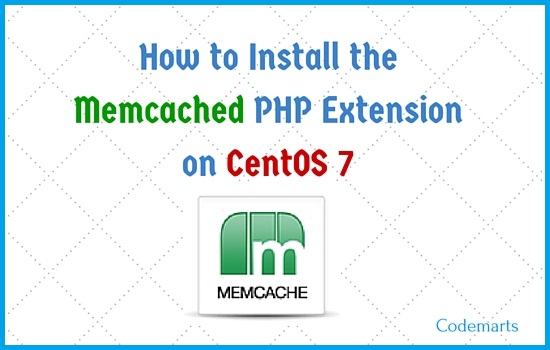 How to Install the
Memcached PHP Extension
on CentOS 7
m
MEMCACHE
Codemarts